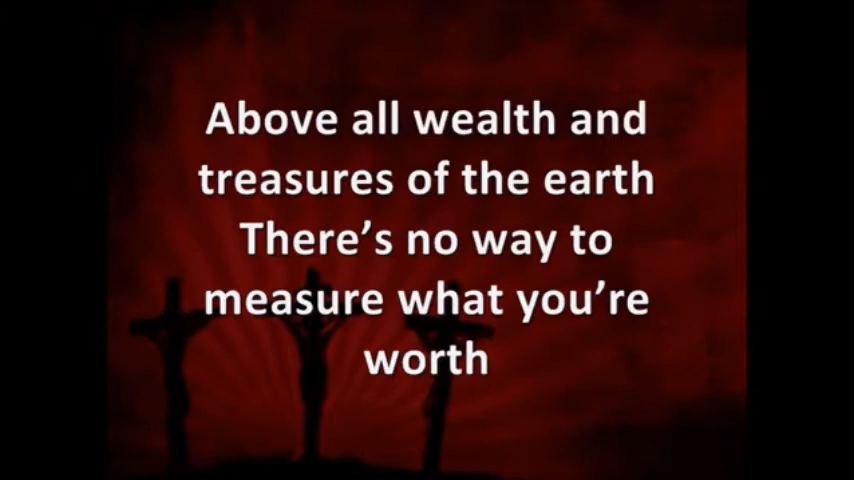 Above all wealth and
treasures of the earth
There’s no way to
measure what you’re
worth